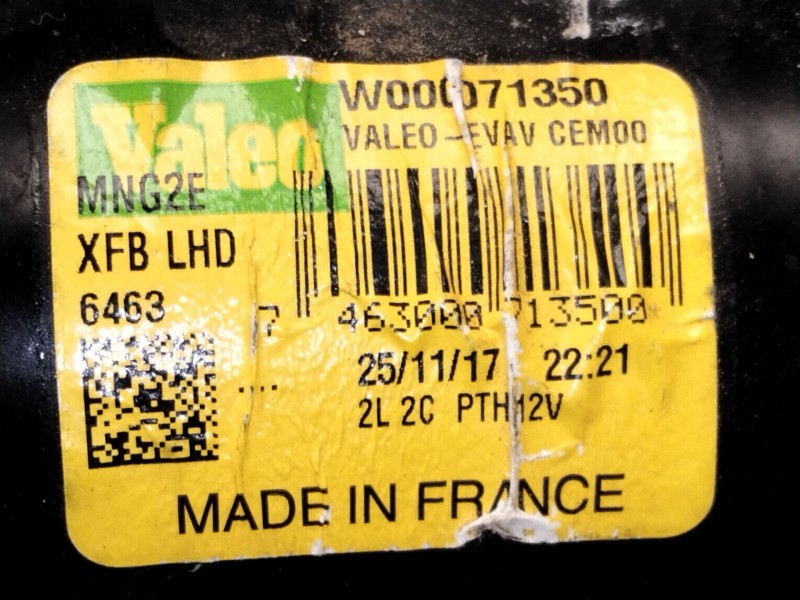 Valeo
W000071350
VALEO-EVAV CEM00
MNG2E
XFB LHD
6463
7 463000 713500
25/11/17 22:21
....
2L 2C PTH12V
MADE IN FRANCE